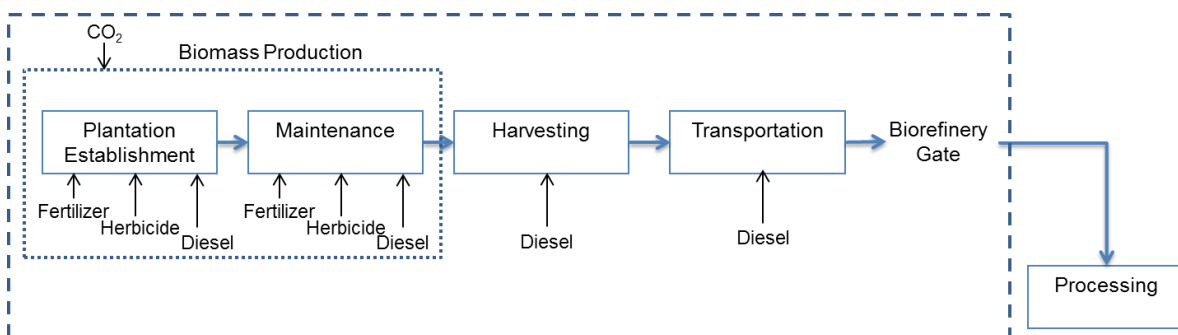 CO₂
Biomass Production
Plantation
Establishment
Maintenance
Harvesting
Transportation
Biorefinery
Gate
Fertilizer
Herbicide
Diesel
Fertilizer
Herbicide
Diesel
Diesel
Diesel
Processing